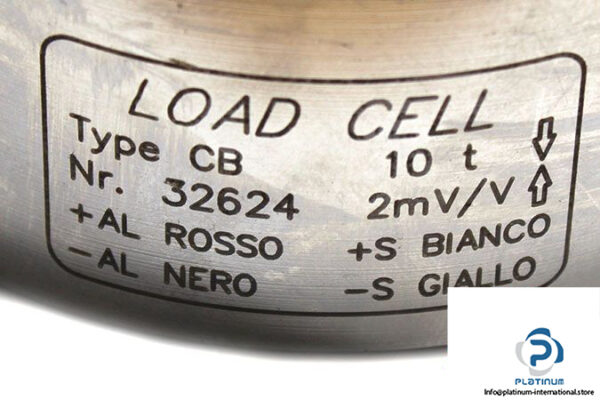 LOAD CELL
Type CB 10 t
Nr. 32624 2mV/V
+AL ROSSO +S BIANCO
-AL NERO -S GIALLO
PLATINUM
Info@platinum-international.store